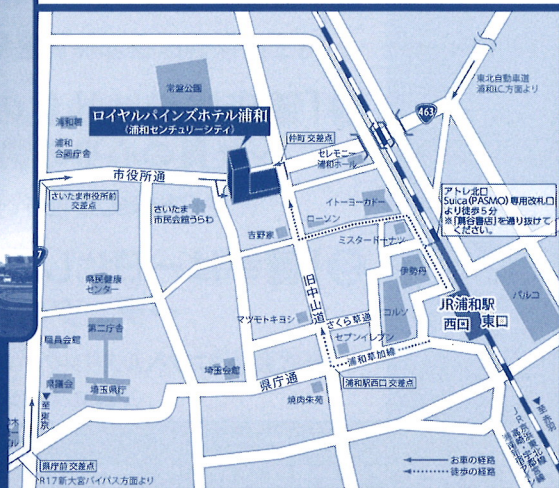 常盤公園
東北自動車道
浦和I.C.方面より
463
ロイヤルパインズホテル浦和
(浦和センチュリーシティ)
仲町 交差点
浦和
合同庁舎
セレモニー
浦和ホール
市役所通
さいたま市役所前
交差点
さいたま
市民会館うらわ
イトーヨーカドー
ローソン
吉野家
ミスタードーナツ
アトレ北口
Suica(PASMO)専用改札口
より徒歩5分
※「須原屋書店」を通り抜けて
ください。
伊勢丹
コルソ
パルコ
JR浦和駅
西口 東口
県民健康
センター
旧中山道
マツモトキヨシ
さくら草通
セブンイレブン
浦和草加線
第二庁舎
職員会館
県議会
埼玉県庁
埼玉会館
県庁通
浦和駅西口 交差点
焼肉朱苑
至東京
県庁前 交差点
R17新大宮バイパス方面より
お車の経路
徒歩の経路